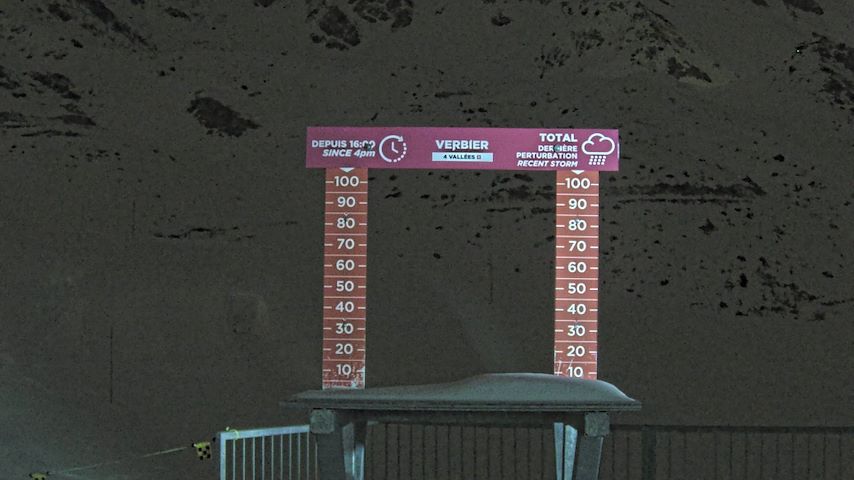 DEPUIS 16:00
SINCE 4pm
VERBIER
4 VALLÉES
TOTAL
DERNIÈRE
PERTURBATION
RECENT STORM
100
90
80
70
60
50
40
30
20
10
100
90
80
70
60
50
40
30
20
10